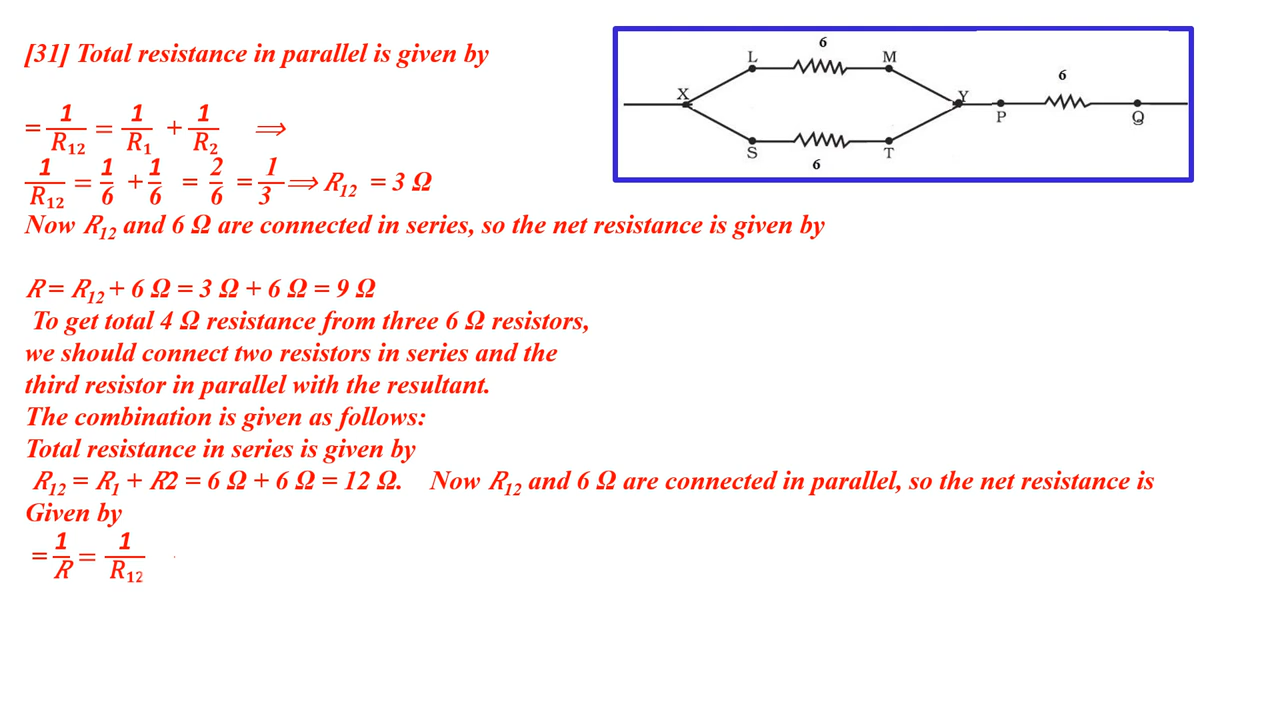 [31] Total resistance in parallel is given by
= 1/R₁₂ = 1/R₁ + 1/R₂ ⟹
1/R₁₂ = 1/6 + 1/6 = 2/6 = 1/3 ⟹ R₁₂ = 3 Ω
Now R₁₂ and 6 Ω are connected in series, so the net resistance is given by
R = R₁₂ + 6 Ω = 3 Ω + 6 Ω = 9 Ω
To get total 4 Ω resistance from three 6 Ω resistors,
we should connect two resistors in series and the
third resistor in parallel with the resultant.
The combination is given as follows:
Total resistance in series is given by
R₁₂ = R₁ + R2 = 6 Ω + 6 Ω = 12 Ω. Now R₁₂ and 6 Ω are connected in parallel, so the net resistance is
Given by
= 1/R = 1/R₁₂
6
L M
X Y
6
P Q
S T
6